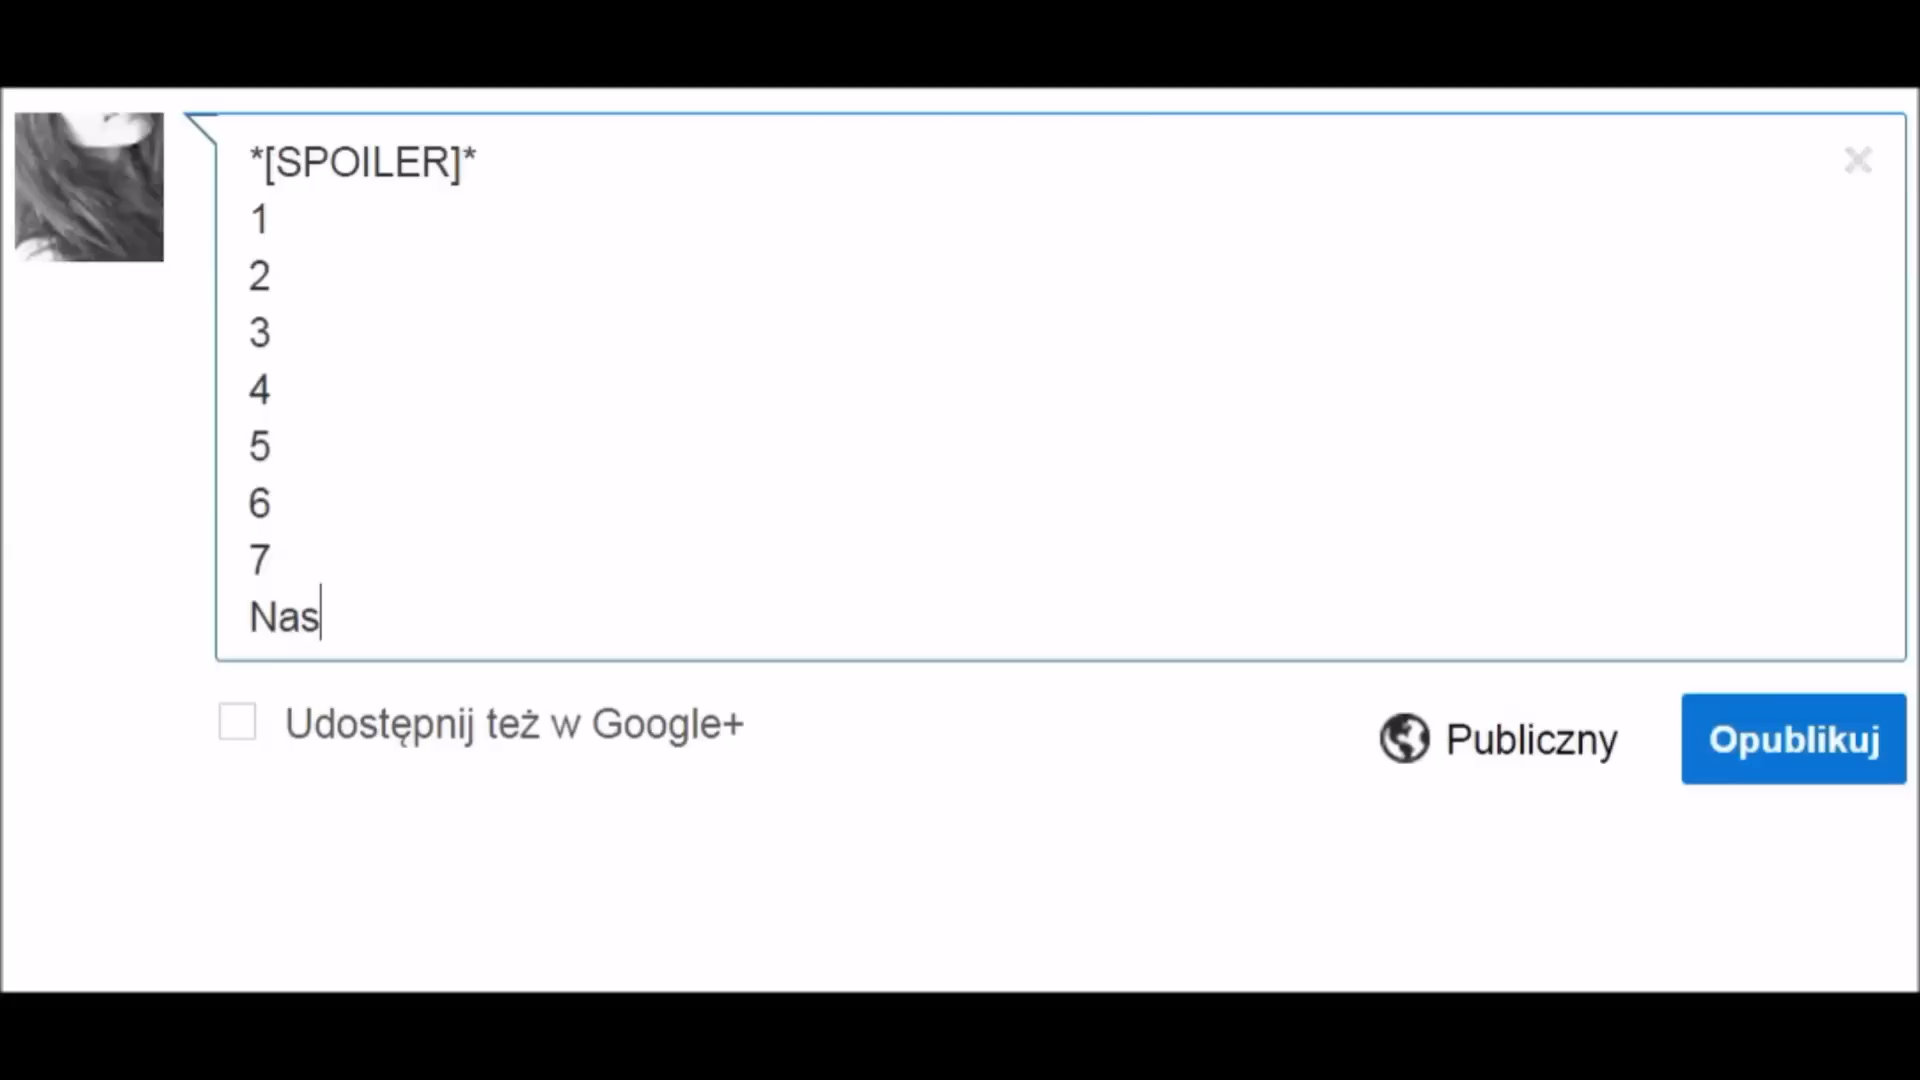 *[SPOILER]*
1
2
3
4
5
6
7
Nas
Udostępnij też w Google+
Publiczny
Opublikuj